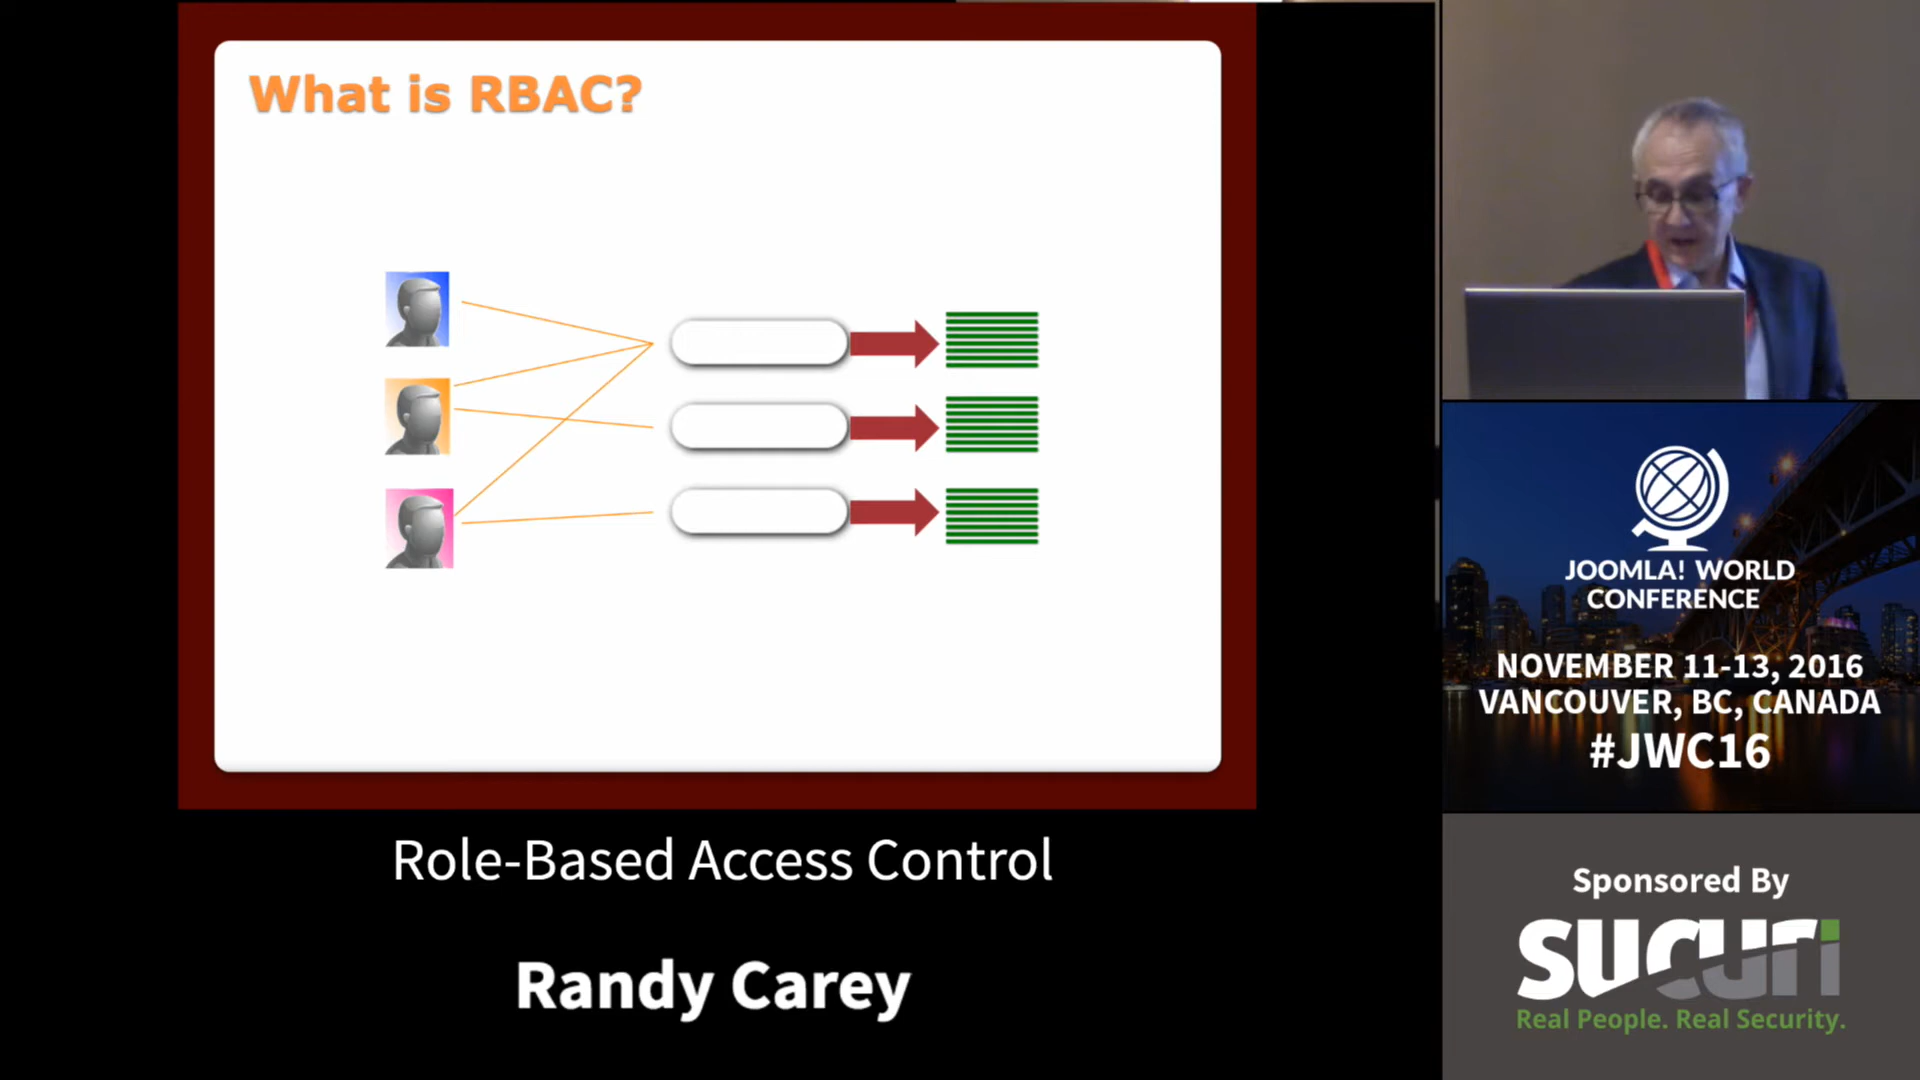 What is RBAC?
Role-Based Access Control
Randy Carey
JOOMLA! WORLD
CONFERENCE
NOVEMBER 11-13, 2016
VANCOUVER, BC, CANADA
#JWC16
Sponsored By
SUCURi
Real People. Real Security.